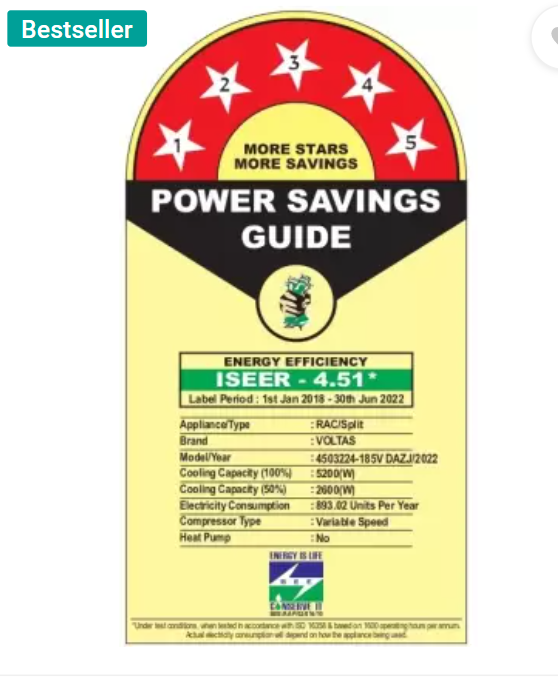 Bestseller
1 2 3 4 5
MORE STARS
MORE SAVINGS
POWER SAVINGS
GUIDE
ENERGY EFFICIENCY
ISEER - 4.51*
Label Period : 1st Jan 2018 - 30th Jun 2022
Appliance/Type : RAC/Split
Brand : VOLTAS
Model/Year : 4503224-185V DAZJ/2022
Cooling Capacity (100%) : 5200(W)
Cooling Capacity (50%) : 2600(W)
Electricity Consumption : 893.02 Units Per Year
Compressor Type : Variable Speed
Heat Pump : No
ENERGY IS LIFE
BEE
CONSERVE IT
*Under test conditions, when tested in accordance with ISO 16358 & based on 1600 operating hours per annum.
Actual electricity consumption will depend on how the appliance being used.